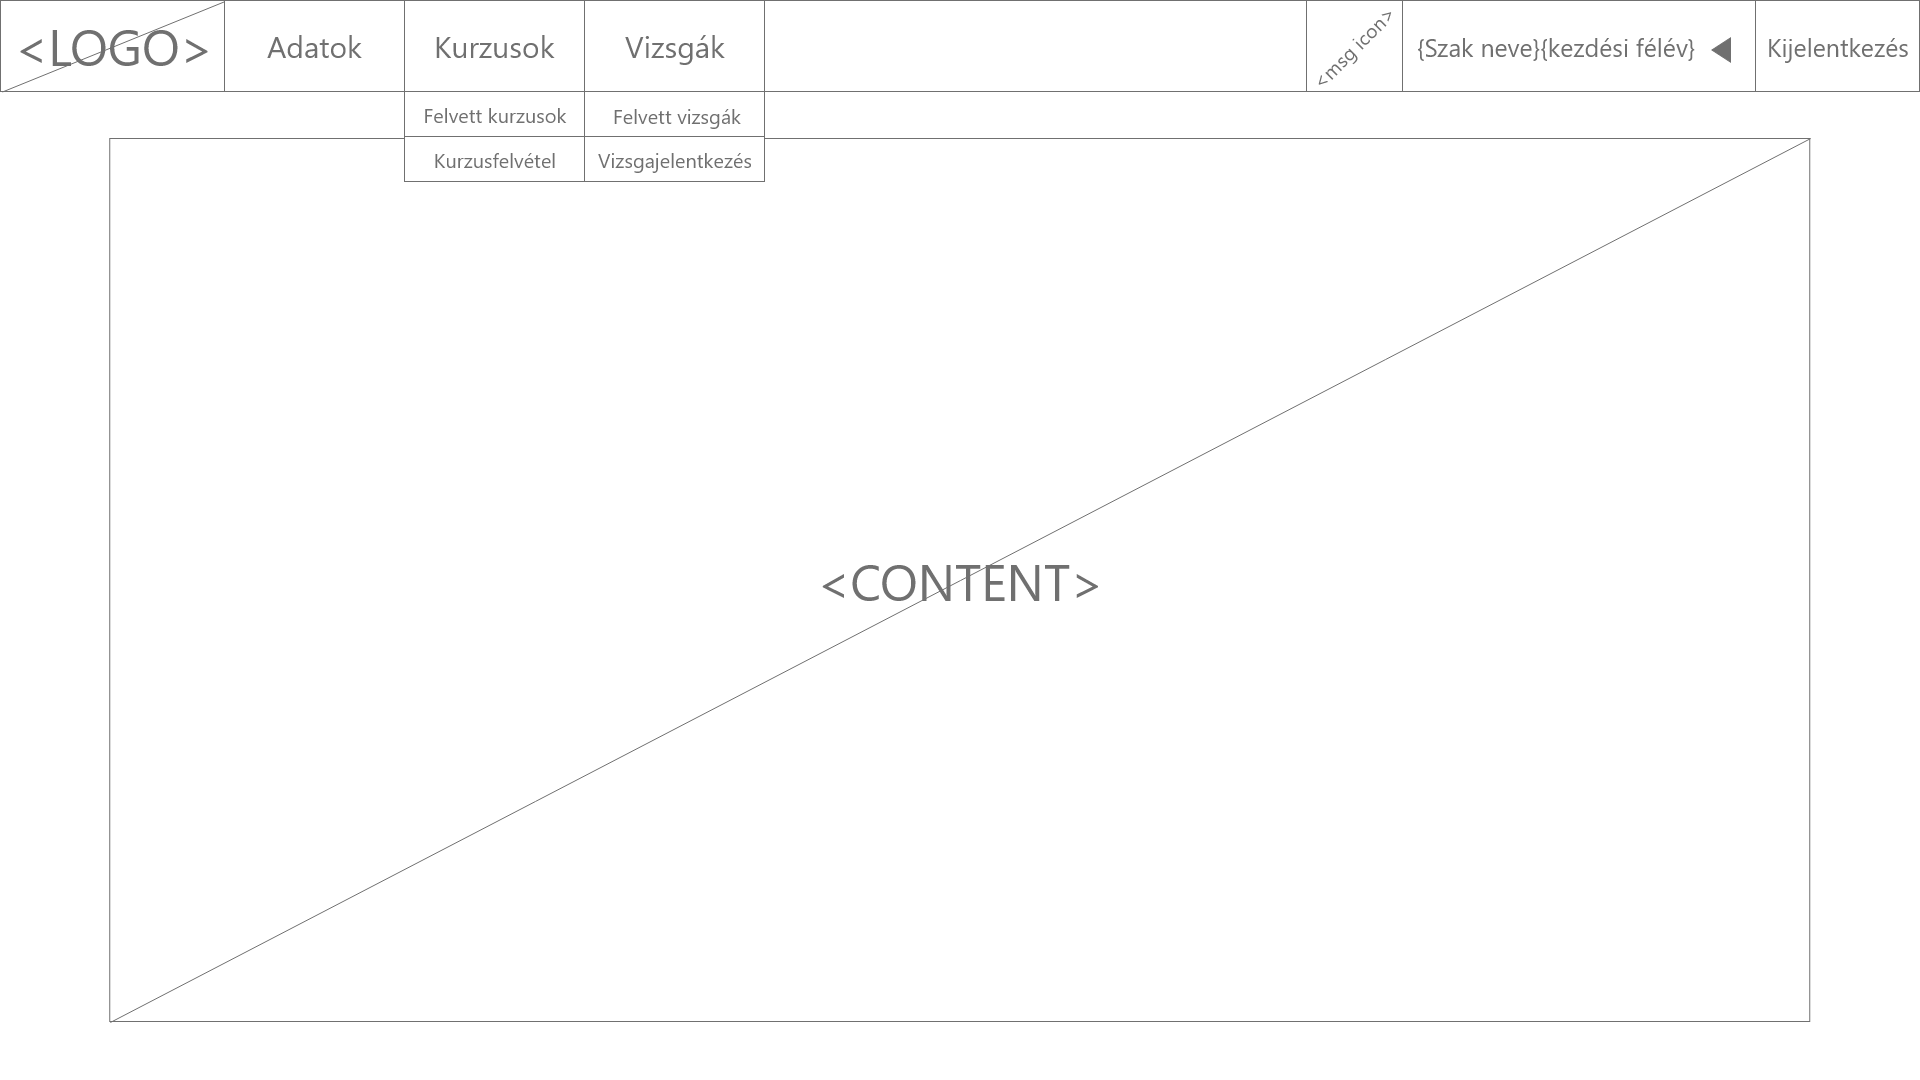 <LOGO>
Adatok
Kurzusok
Vizsgák
<msg icon>
{Szak neve}{kezdési félév}
Kijelentkezés
Felvett kurzusok
Felvett vizsgák
Kurzusfelvétel
Vizsgajelentkezés
<CONTENT>